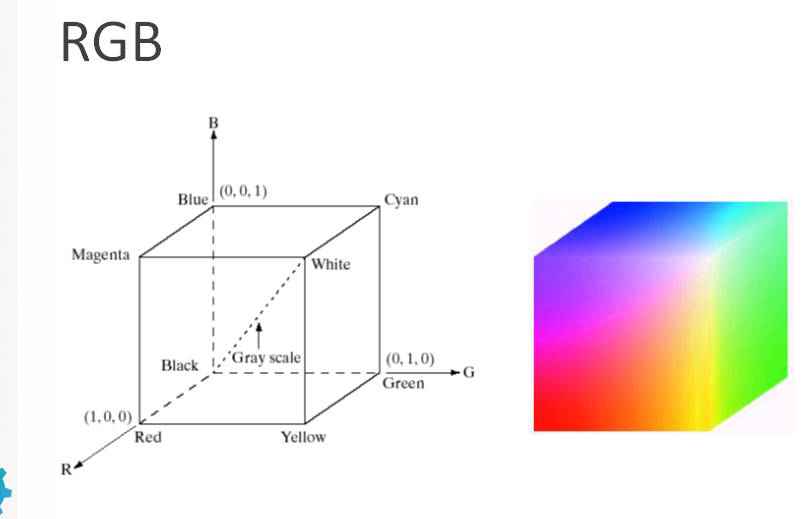 RGB
B
Blue
(0, 0, 1)
Cyan
Magenta
White
Black
Gray scale
(0, 1, 0)
G
Green
(1, 0, 0)
Red
Yellow
R